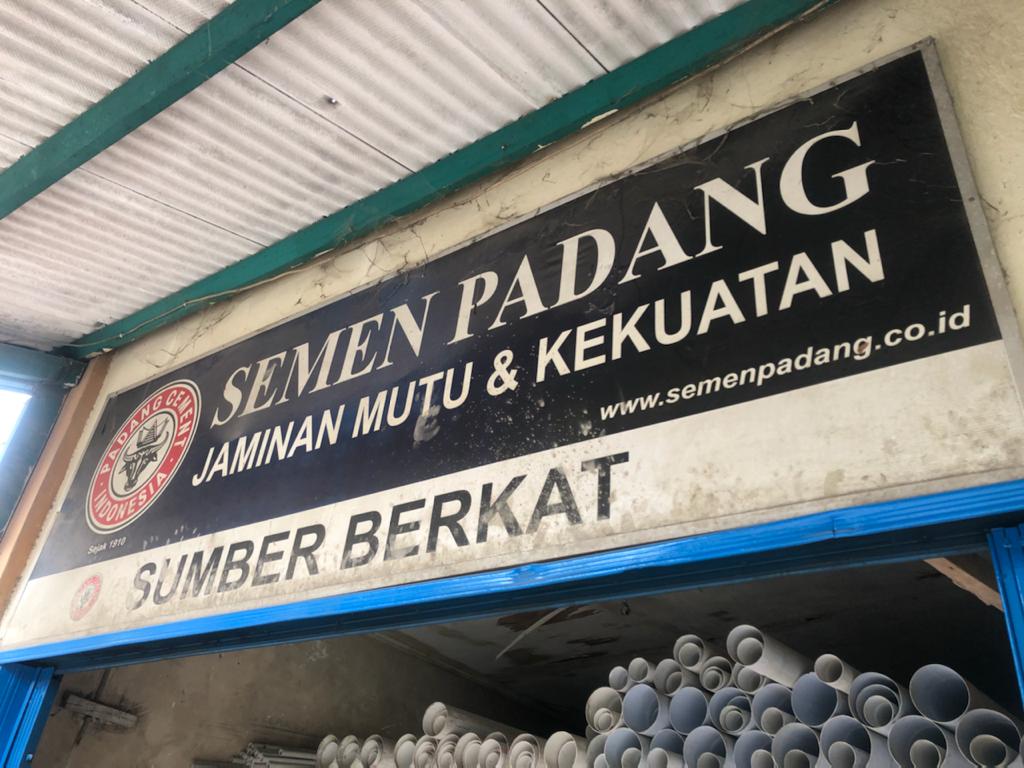 SEMEN PADANG
JAMINAN MUTU & KEKUATAN
www.semenpadang.co.id
PADANG CEMENT
INDONESIA
Sejak 1910
SUMBER BERKAT